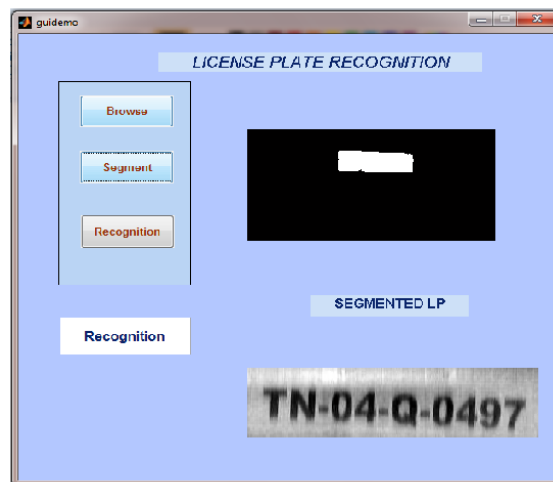 guidemo
LICENSE PLATE RECOGNITION
Browse
Segment
Recognition
SEGMENTED LP
Recognition
TN-04-Q-0497